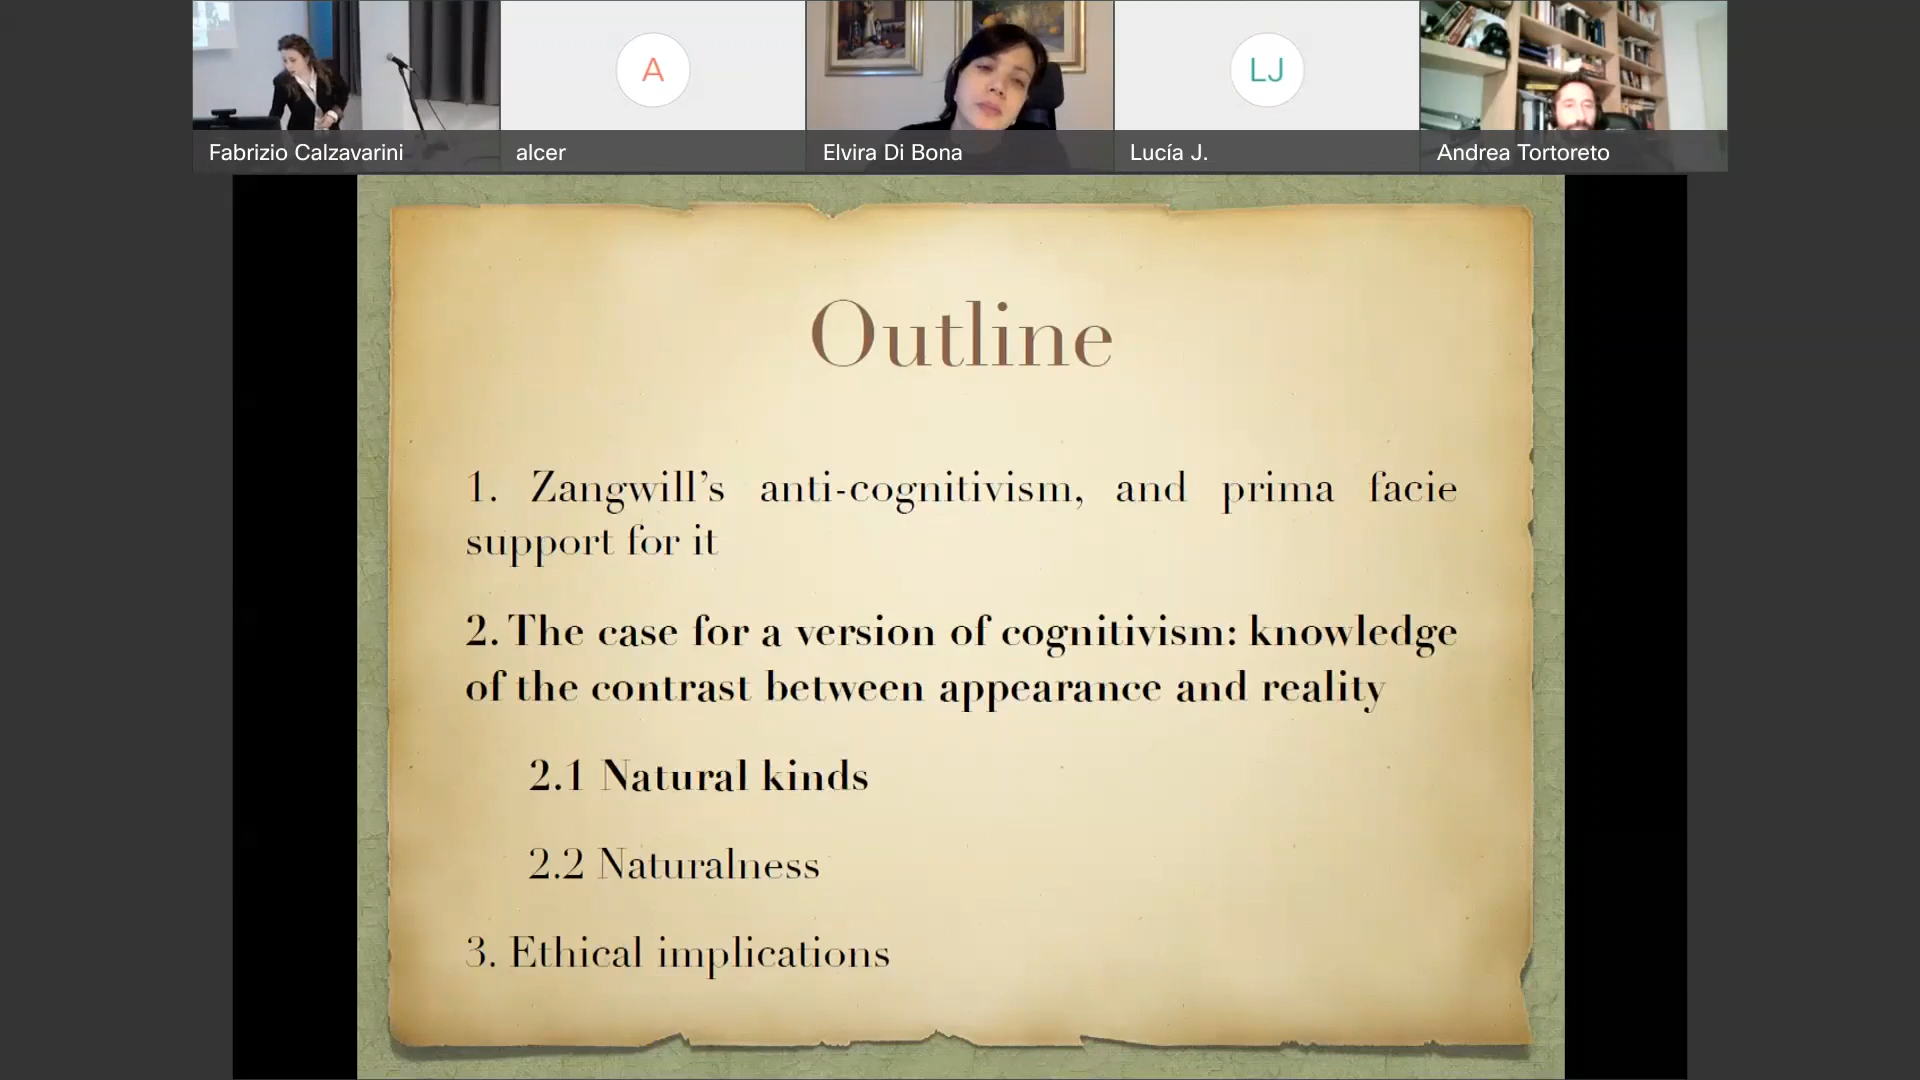 Fabrizio Calzavarini
A
alcer
Elvira Di Bona
LJ
Lucía J.
Andrea Tortoreto
Outline
1. Zangwill’s anti-cognitivism, and prima facie
support for it
2. The case for a version of cognitivism: knowledge
of the contrast between appearance and reality
2.1 Natural kinds
2.2 Naturalness
3. Ethical implications